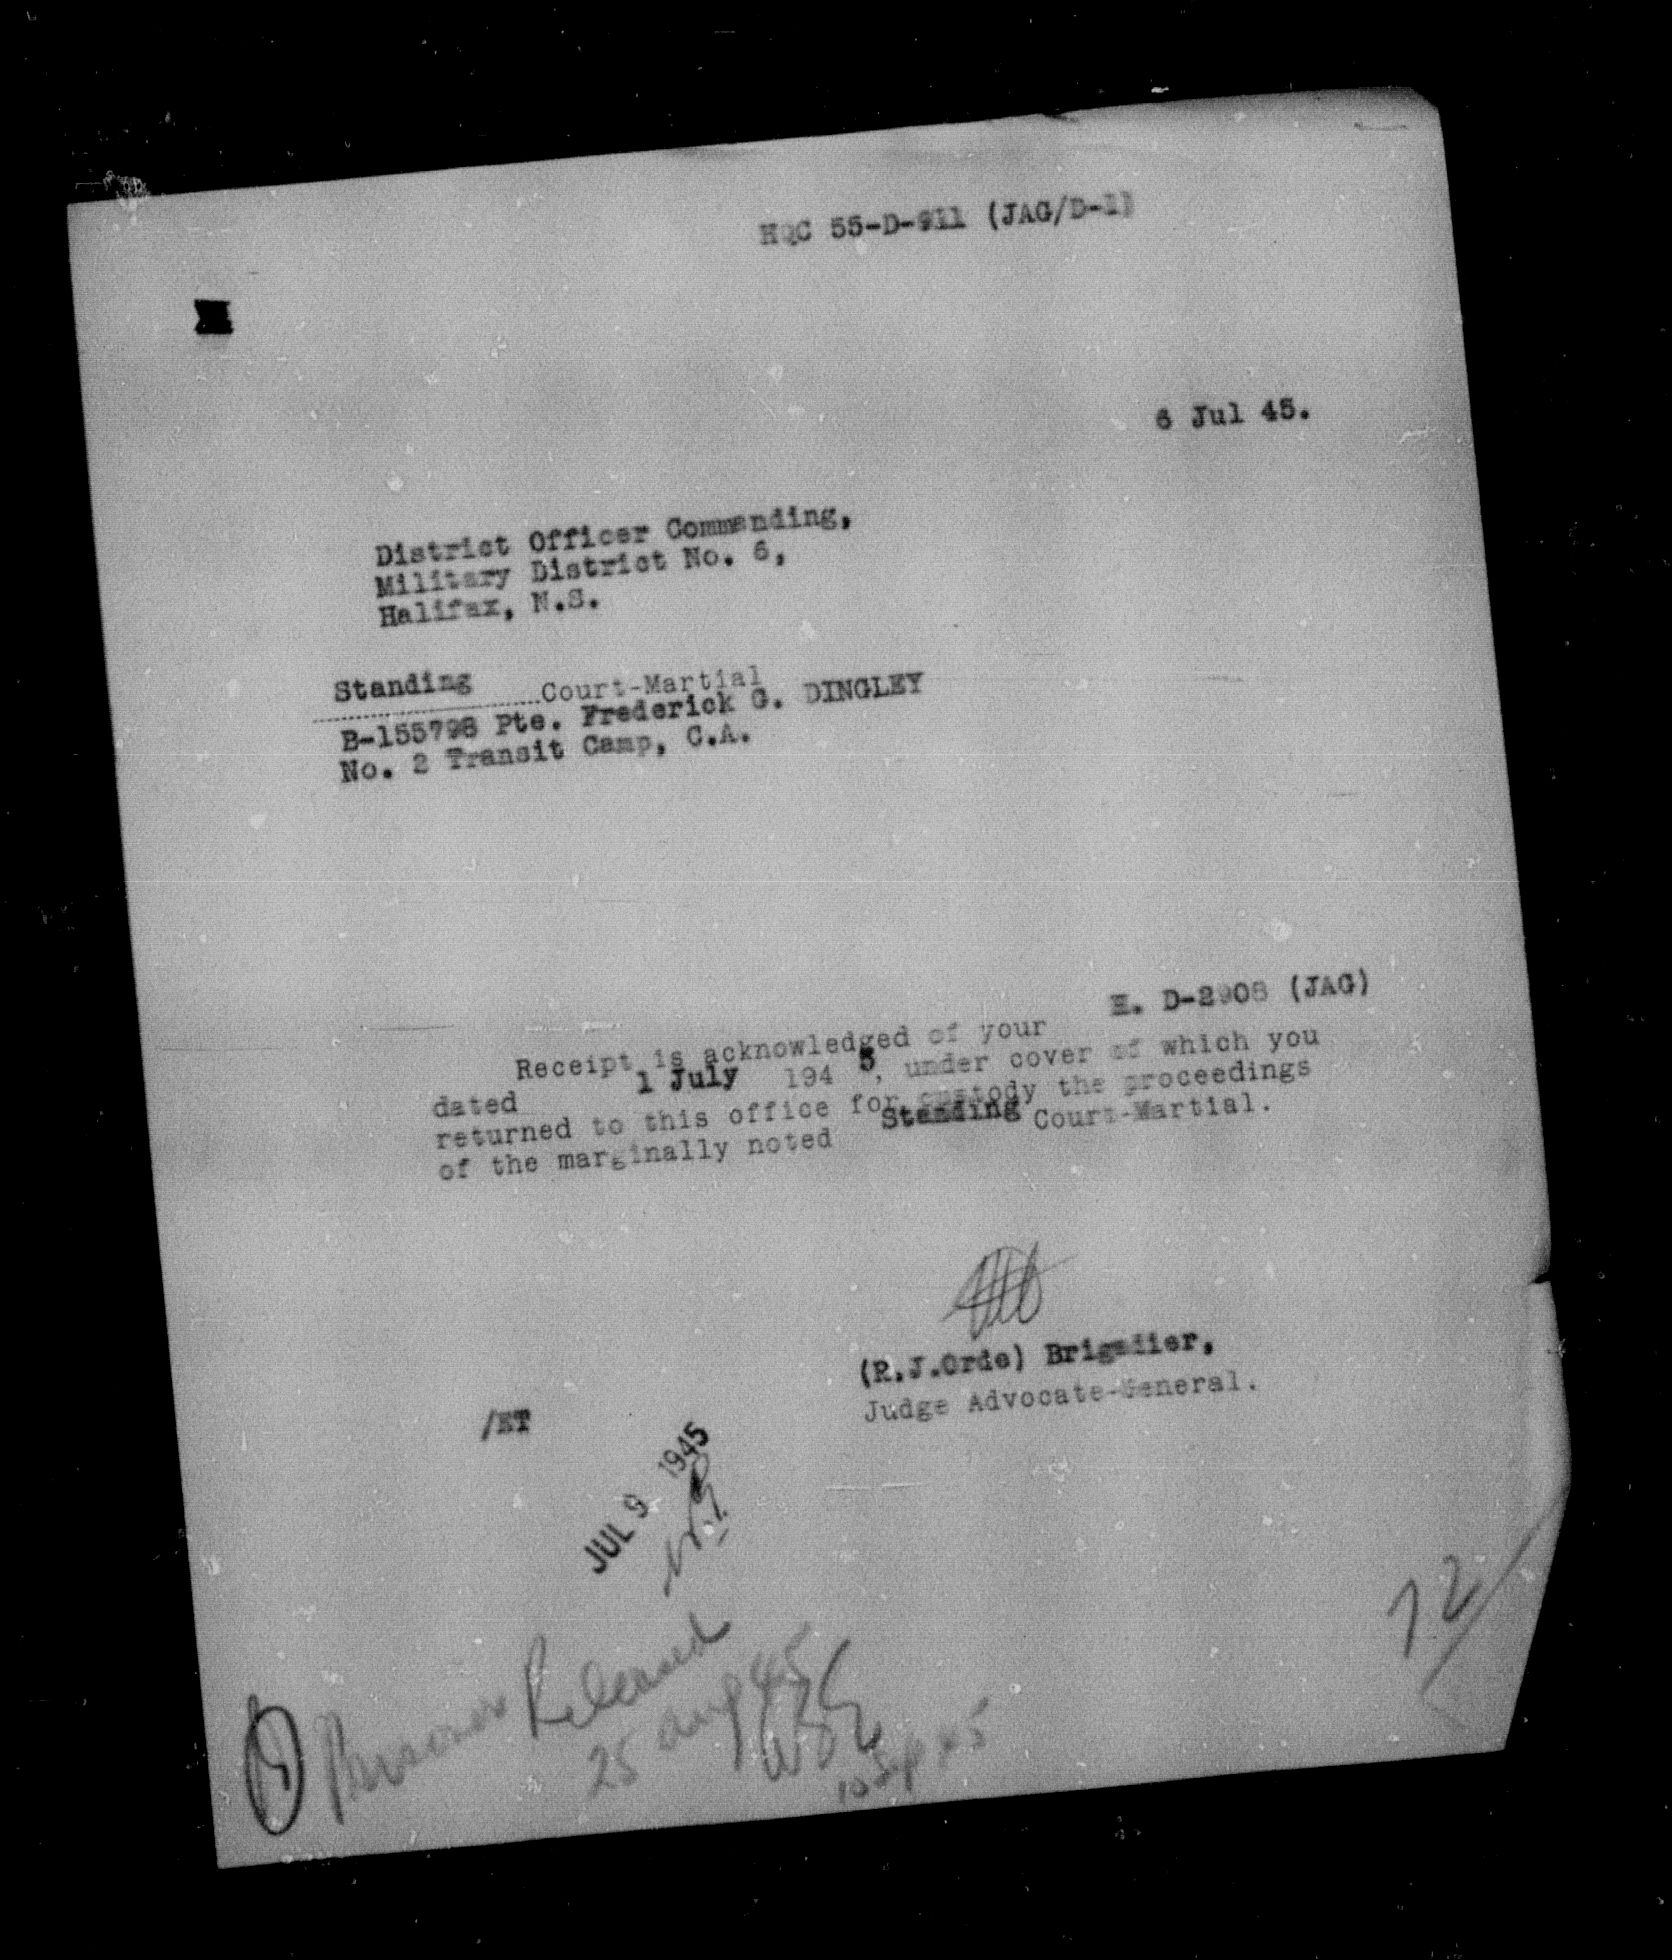 HQC 55-D-911 (JAG/D-1)
6 Jul 45.
District Officer Commanding,
Military District No. 6,
Halifax, N.S.
Standing Court-Martial
B-155798 Pte. Frederick G. DINGLEY
No. 2 Transit Camp, C.A.
H. D-2908 (JAG)
Receipt is acknowledged of your
dated 1 July 1945, under cover of which you
returned to this office for custody the proceedings
of the marginally noted Standing Court-Martial.
(R.J.Orde) Brigadier,
Judge Advocate-General.
/ET
JUL 9 1945
Prisoner Released
25 Aug 45
10 Sep 45
72